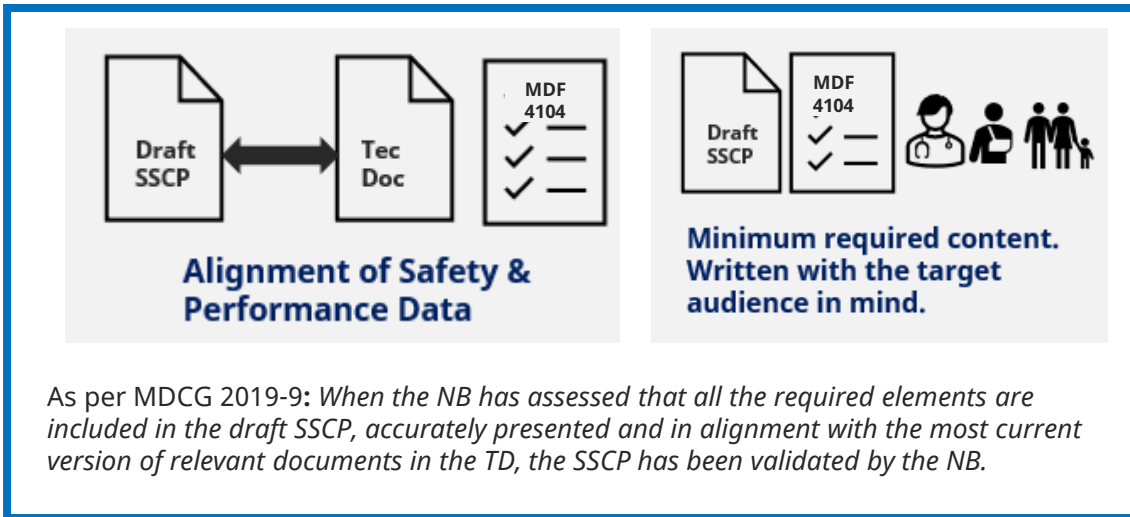 Draft
SSCP
Tec
Doc
MDF
4104
Alignment of Safety &
Performance Data
Draft
SSCP
MDF
4104
Minimum required content.
Written with the target
audience in mind.
As per MDCG 2019-9: When the NB has assessed that all the required elements are
included in the draft SSCP, accurately presented and in alignment with the most current
version of relevant documents in the TD, the SSCP has been validated by the NB.